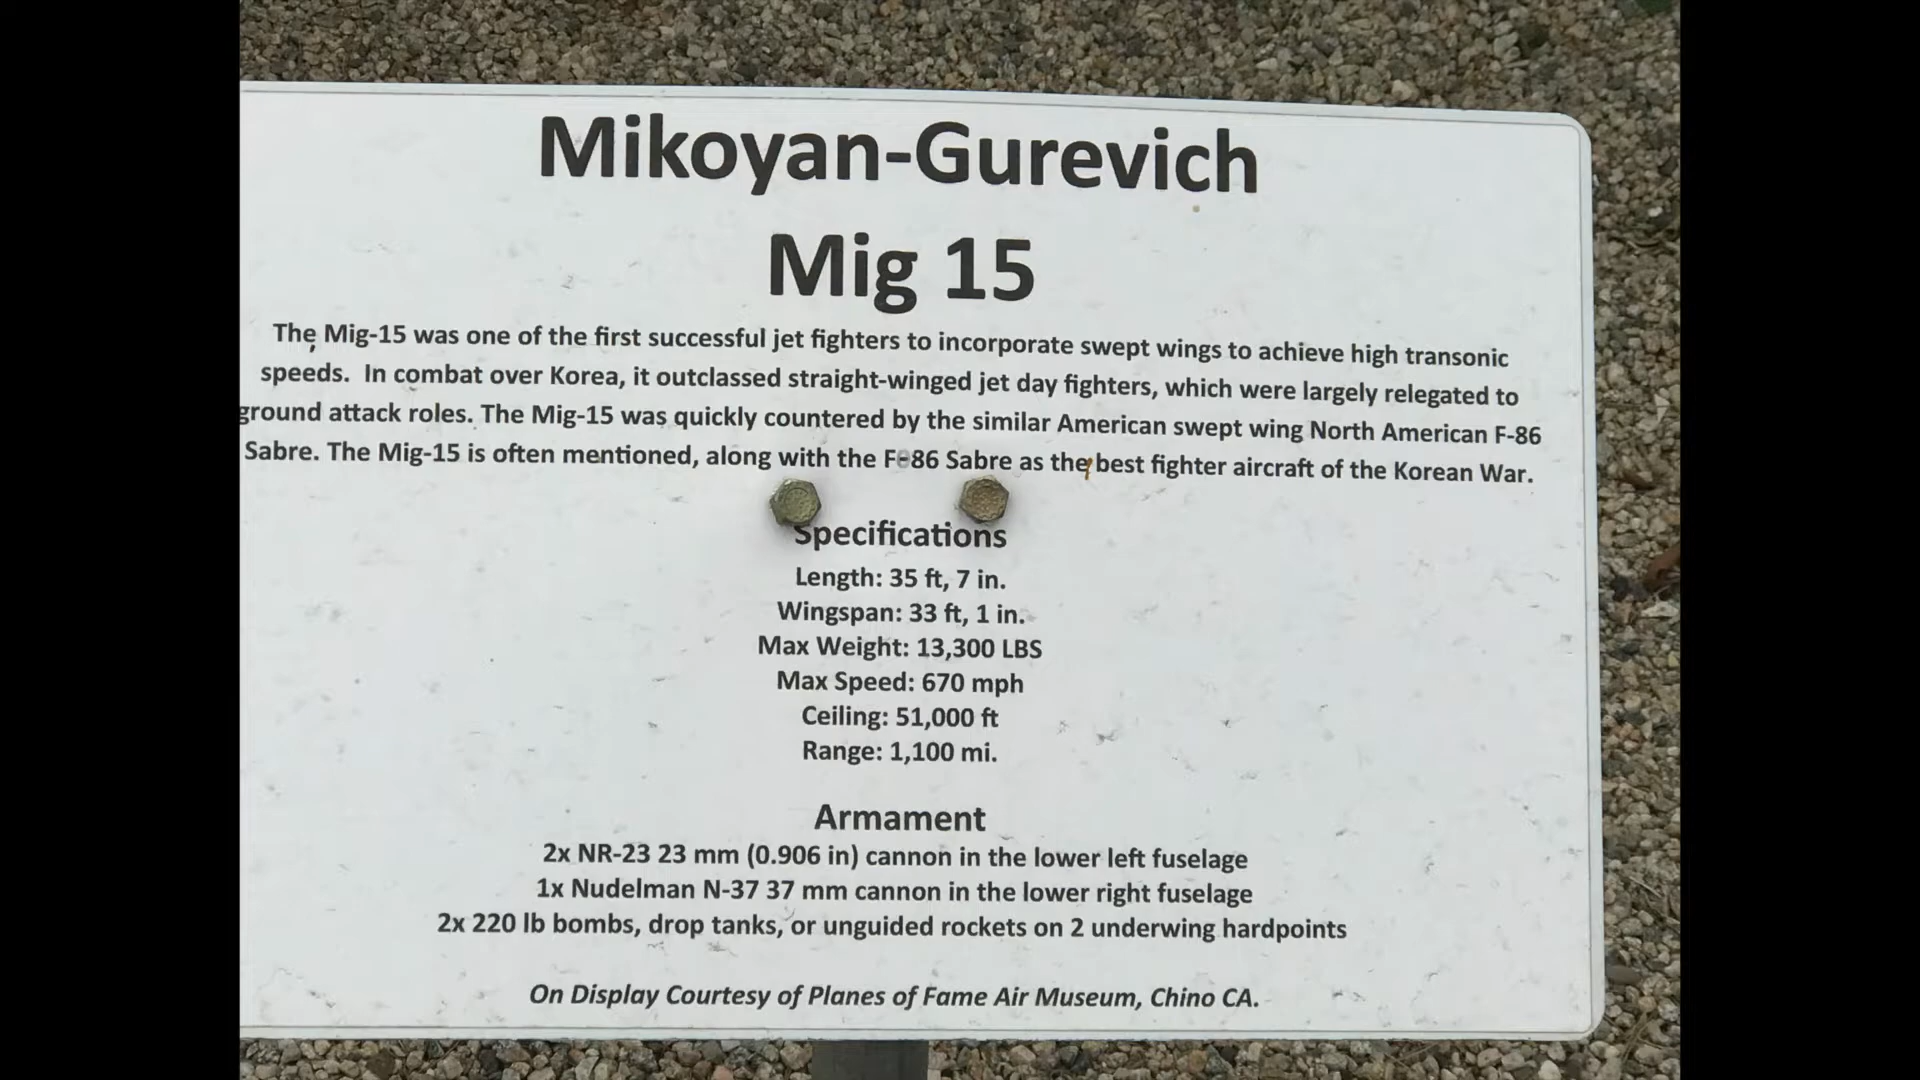 Mikoyan-Gurevich
Mig 15
The Mig-15 was one of the first successful jet fighters to incorporate swept wings to achieve high transonic
speeds. In combat over Korea, it outclassed straight-winged jet day fighters, which were largely relegated to
ground attack roles. The Mig-15 was quickly countered by the similar American swept wing North American F-86
Sabre. The Mig-15 is often mentioned, along with the F-86 Sabre as the best fighter aircraft of the Korean War.
Specifications
Length: 35 ft, 7 in.
Wingspan: 33 ft, 1 in.
Max Weight: 13,300 LBS
Max Speed: 670 mph
Ceiling: 51,000 ft
Range: 1,100 mi.
Armament
2x NR-23 23 mm (0.906 in) cannon in the lower left fuselage
1x Nudelman N-37 37 mm cannon in the lower right fuselage
2x 220 lb bombs, drop tanks, or unguided rockets on 2 underwing hardpoints
On Display Courtesy of Planes of Fame Air Museum, Chino CA.